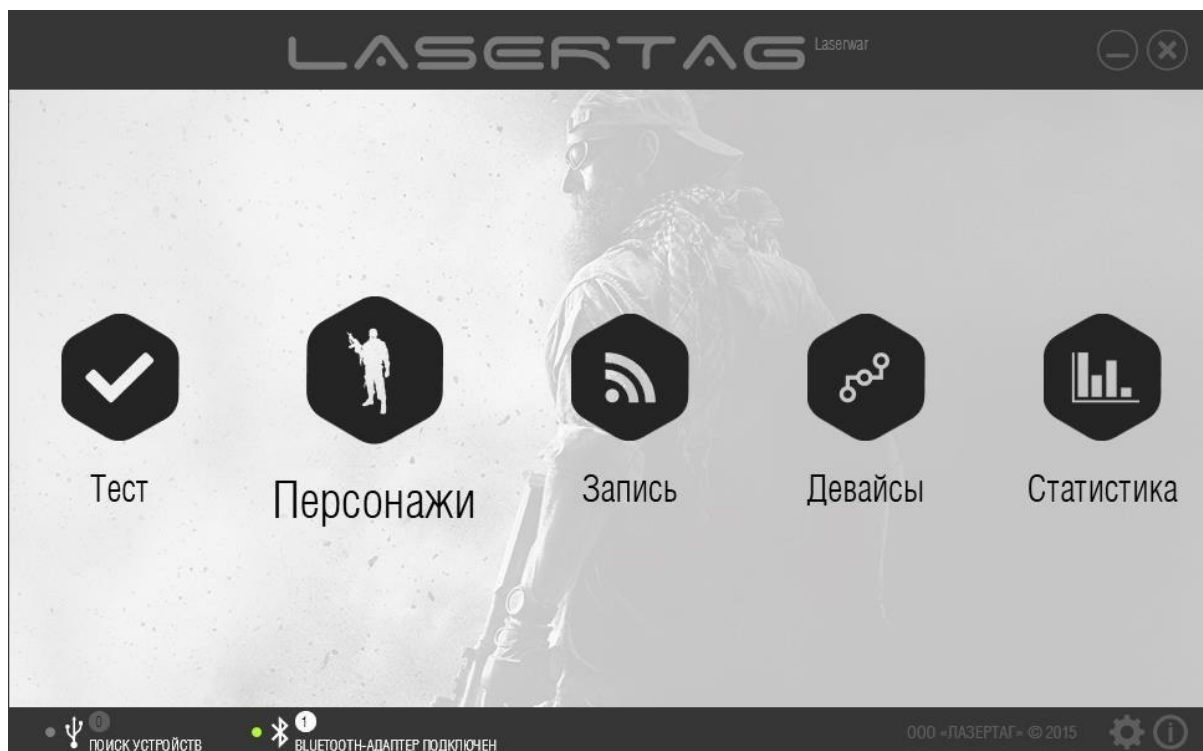 LASERTAG Laserwar
Тест
Персонажи
Запись
Девайсы
Статистика
0
ПОИСК УСТРОЙСТВ
1
BLUETOOTH-АДАПТЕР ПОДКЛЮЧЕН
ООО «ЛАЗЕРТАГ» © 2015